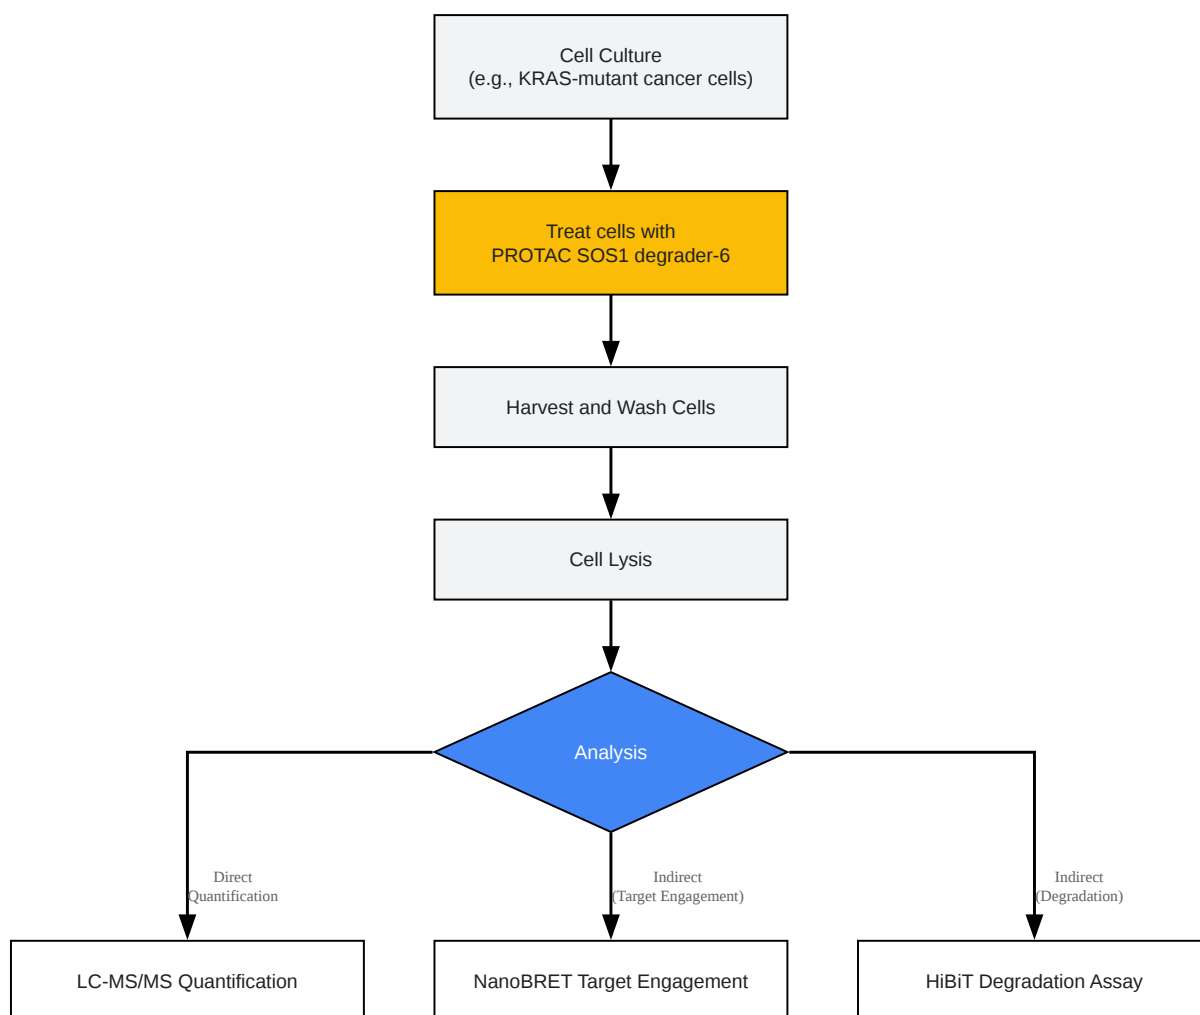 Cell Culture
(e.g., KRAS-mutant cancer cells)
Treat cells with
PROTAC SOS1 degrader-6
Harvest and Wash Cells
Cell Lysis
Analysis
Direct
Quantification
Indirect
(Target Engagement)
Indirect
(Degradation)
LC-MS/MS Quantification
NanoBRET Target Engagement
HiBiT Degradation Assay